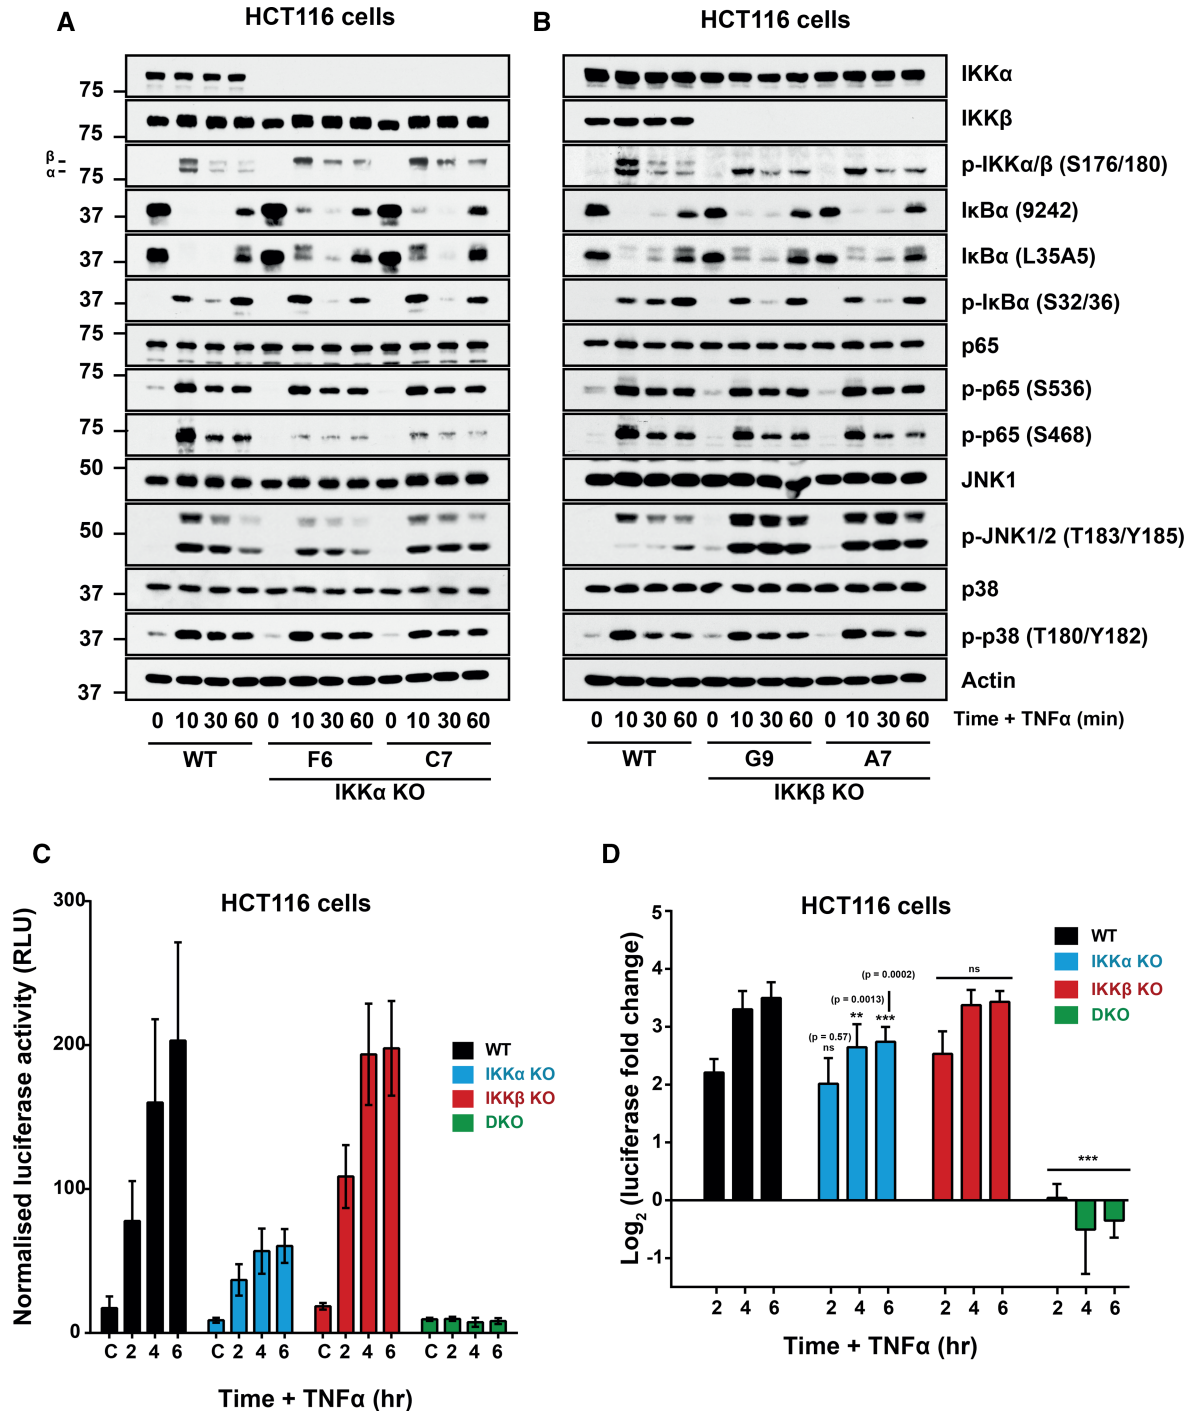 A
HCT116 cells
B
HCT116 cells
75
IKKα
75
IKKβ
β
α
75
p-IKKα/β (S176/180)
37
IκBα (9242)
37
IκBα (L35A5)
37
p-IκBα (S32/36)
75
p65
75
p-p65 (S536)
75
p-p65 (S468)
50
JNK1
50
p-JNK1/2 (T183/Y185)
37
p38
37
p-p38 (T180/Y182)
37
Actin
0 10 30 60 0 10 30 60 0 10 30 60
0 10 30 60 0 10 30 60 0 10 30 60
Time + TNFα (min)
WT F6 C7
IKKα KO
WT G9 A7
IKKβ KO
C
HCT116 cells
Normalised luciferase activity (RLU)
300
200
100
0
WT
IKKα KO
IKKβ KO
DKO
C 2 4 6 C 2 4 6 C 2 4 6 C 2 4 6
Time + TNFα (hr)
D
HCT116 cells
Log2 (luciferase fold change)
5
4
3
2
1
0
-1
WT
IKKα KO
IKKβ KO
DKO
(p = 0.57)
ns
(p = 0.0013)
**
(p = 0.0002)
***
ns
***
2 4 6 2 4 6 2 4 6 2 4 6
Time + TNFα (hr)